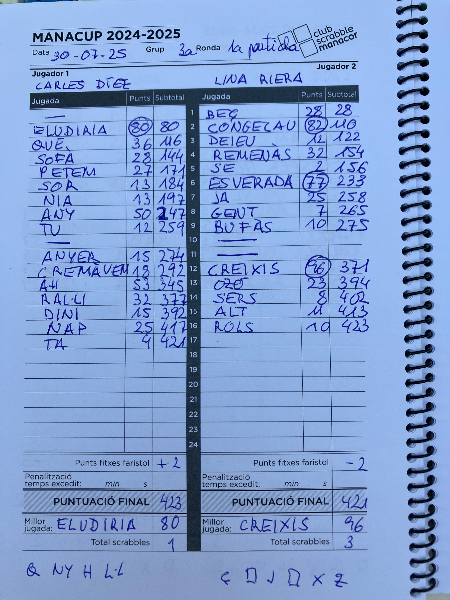 MANACUP 2024-2025
club scrabble manacor
Data 30-07-25 Grup 3a Ronda 1a partida
Jugador 1 Jugador 2
CARLES DÍEZ LINA RIERA
Jugada Punts Subtotal Jugada Punts Subtotal
— 1 BEC 28 28
ELUDIRIA 80 80 2 CONGELAU 82 110
QUÈ 36 116 3 DEIEU 12 122
SOFA 28 144 4 REMENAS 32 154
PETEM 27 171 5 SE 2 156
SOR 13 184 6 ESVERADA 77 233
NIA 13 197 7 JA 25 258
ANY 50 247 8 GENT 7 265
TU 12 259 9 BUFAS 10 275
— 10 —
ANYER 15 274 11 —
CREMÀVEM 18 292 12 CREIXIS 96 371
AH 53 345 13 OZÓ 23 394
RAL·LI 32 377 14 SERS 8 402
DINI 15 392 15 ALT 11 413
NAP 25 417 16 ROLS 10 423
TA 4 421 17
18
19
20
21
22
23
24
Punts fitxes faristol +2 Punts fitxes faristol -2
Penalització temps excedit: min s Penalització temps excedit: min s
PUNTUACIÓ FINAL 423 PUNTUACIÓ FINAL 421
Millor jugada: ELUDIRIA 80 Millor jugada: CREIXIS 96
Total scrabbles 1 Total scrabbles 3
Q NY H L·L Ç J X Z